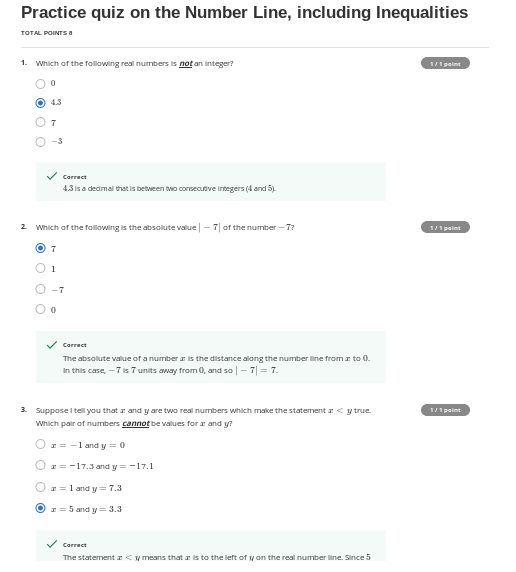 Practice quiz on the Number Line, including Inequalities
TOTAL POINTS 8
1. Which of the following real numbers is not an integer? 1 / 1 point
0
4.3
7
−3
Correct
4.3 is a decimal that is between two consecutive integers (4 and 5).
2. Which of the following is the absolute value | − 7| of the number −7? 1 / 1 point
7
1
−7
0
Correct
The absolute value of a number x is the distance along the number line from x to 0.
In this case, −7 is 7 units away from 0, and so | − 7| = 7.
3. Suppose I tell you that x and y are two real numbers which make the statement x < y true. 1 / 1 point
Which pair of numbers cannot be values for x and y?
x = −1 and y = 0
x = −17.3 and y = −17.1
x = 1 and y = 7.3
x = 5 and y = 3.3
Correct
The statement x < y means that x is to the left of y on the real number line. Since 5